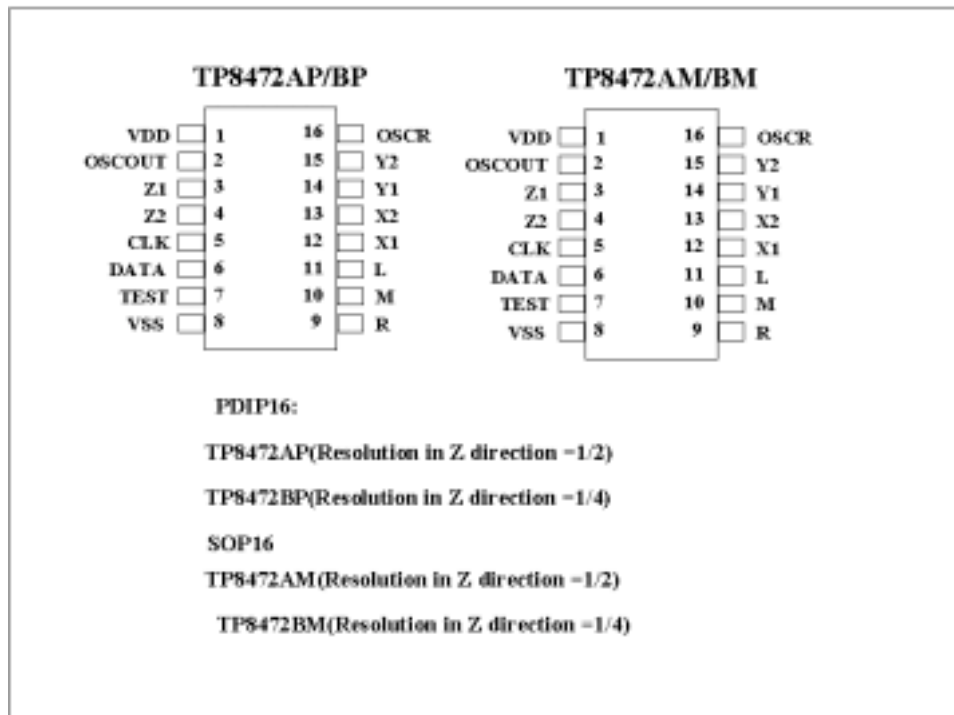 TP8472AP/BP
VDD 1 16 OSCR
OSCOUT 2 15 Y2
Z1 3 14 Y1
Z2 4 13 X2
CLK 5 12 X1
DATA 6 11 L
TEST 7 10 M
VSS 8 9 R
TP8472AM/BM
VDD 1 16 OSCR
OSCOUT 2 15 Y2
Z1 3 14 Y1
Z2 4 13 X2
CLK 5 12 X1
DATA 6 11 L
TEST 7 10 M
VSS 8 9 R
PDIP16:
TP8472AP(Resolution in Z direction =1/2)
TP8472BP(Resolution in Z direction =1/4)
SOP16
TP8472AM(Resolution in Z direction =1/2)
TP8472BM(Resolution in Z direction =1/4)